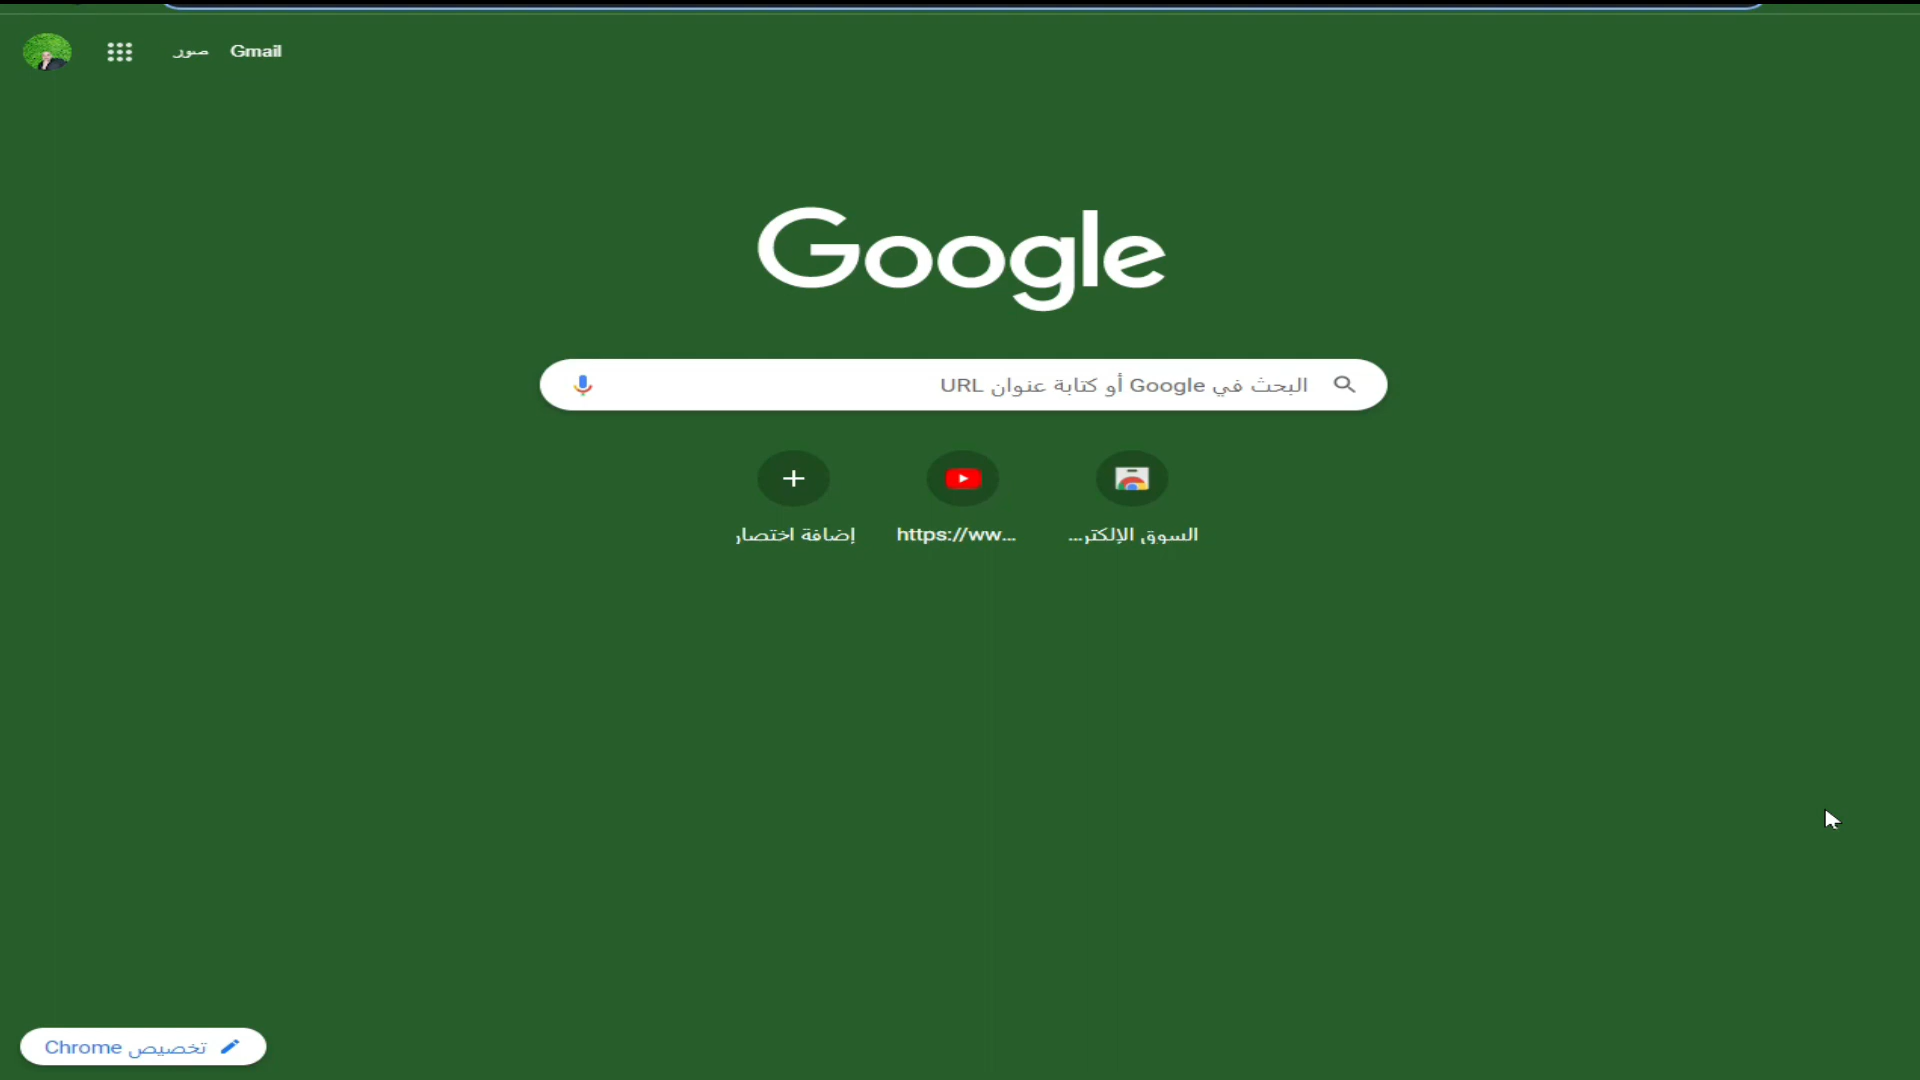 Gmail صور
Google
البحث في Google أو كتابة عنوان URL
السوق الإلكتر...
https://ww...
إضافة اختصار
تخصيص Chrome